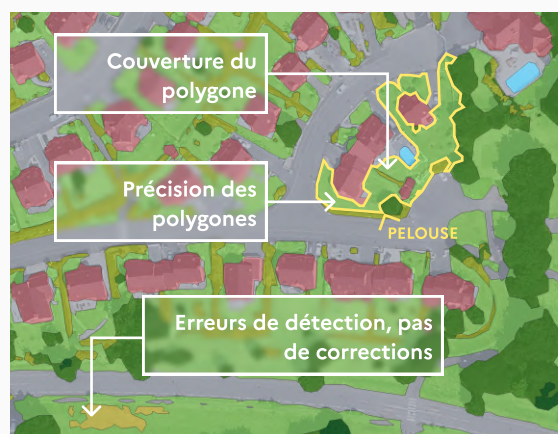 Couverture du
polygone
Précision des
polygones
PELOUSE
Erreurs de détection, pas
de corrections